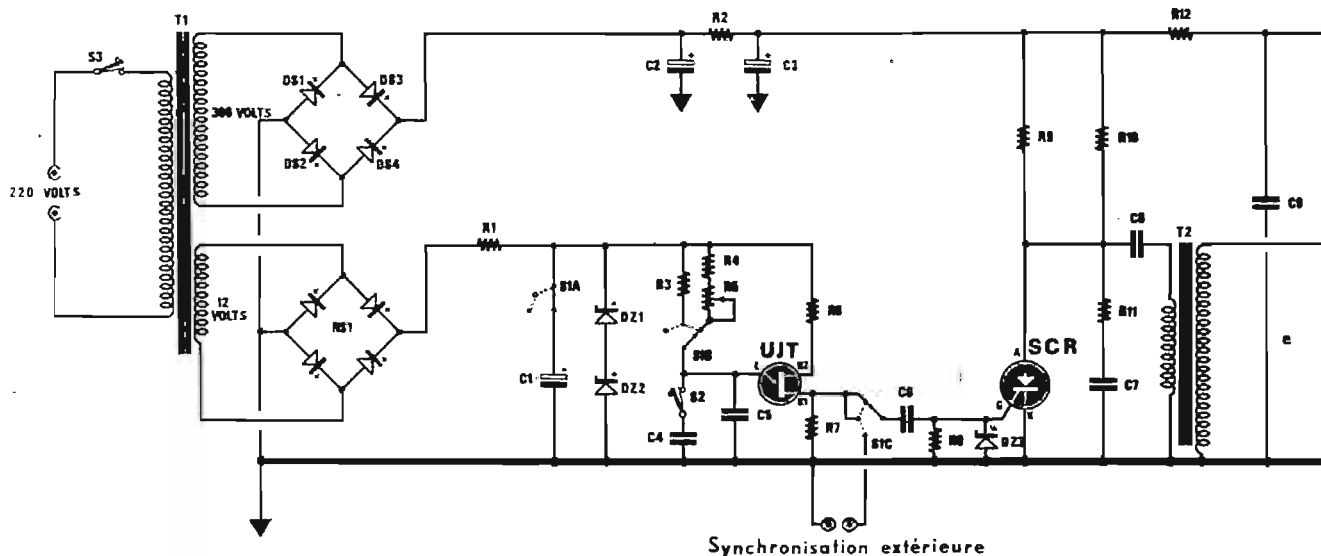 T1
S3
R2
R12
C2
+
C3
+
DS1
DS3
300 VOLTS
DS2
DS4
220 VOLTS
R9
R10
C9
R1
C8
T2
R4
R3
R5
S1A
DZ1
R6
12
VOLTS
RS1
S1B
UJT
SCR
R11
e
A
E
B2
C1
DZ2
S2
B1
C6
G
C7
C5
K
C4
R7
S1C
R8
DZ3
Synchronisation extérieure